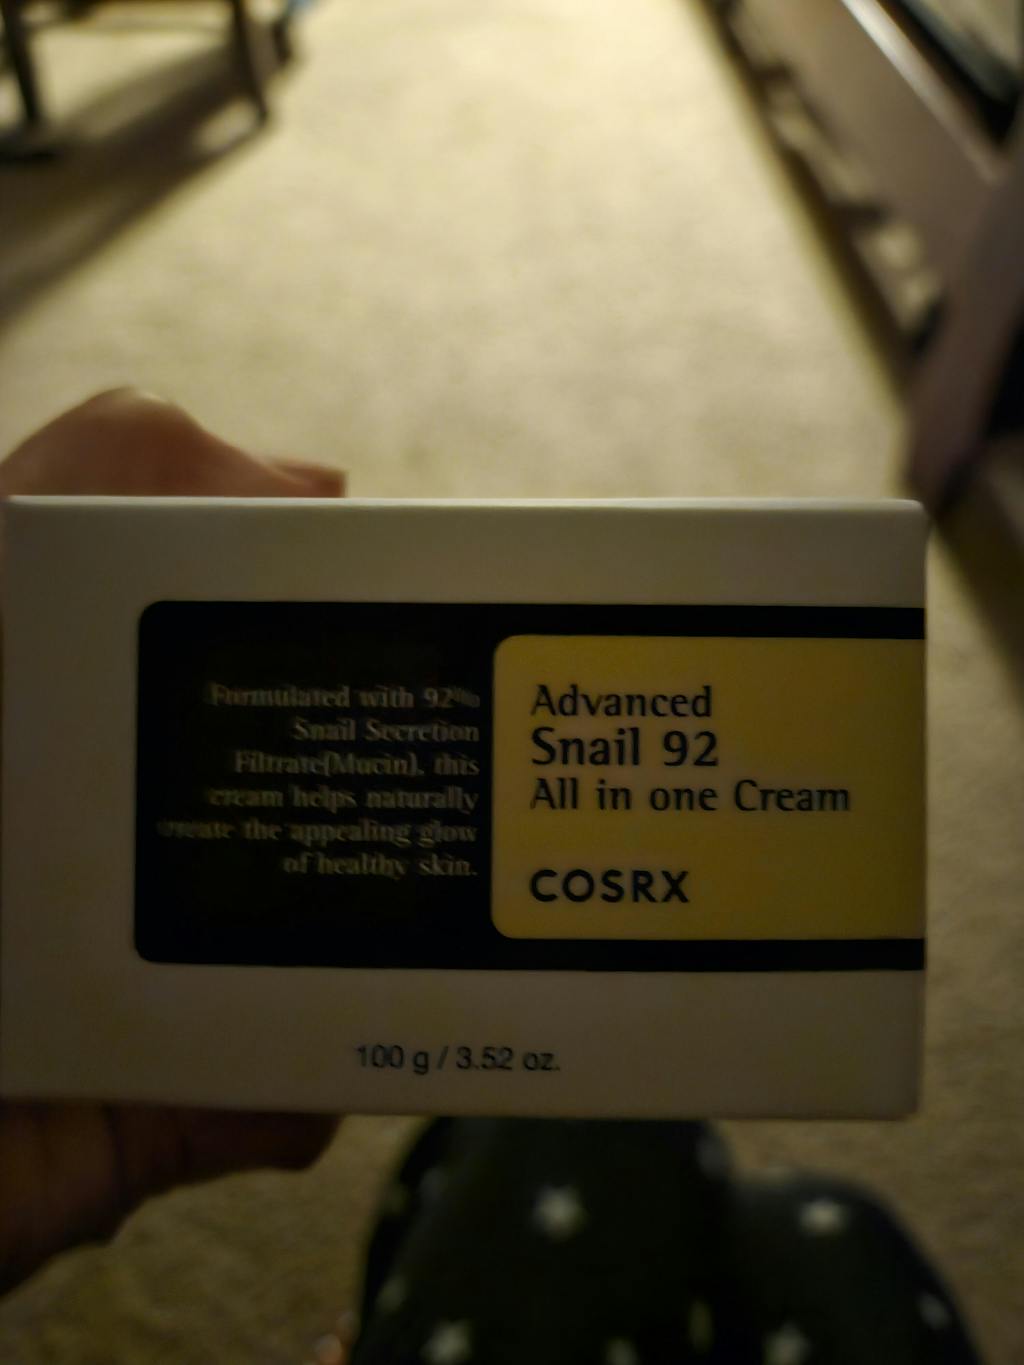 Formulated with 92%
Snail Secretion
Filtrate(Mucin), this
cream helps naturally
create the appealing glow
of healthy skin.
Advanced
Snail 92
All in one Cream
COSRX
100 g / 3.52 oz.